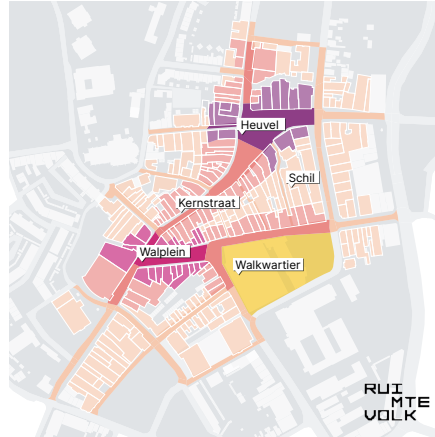 Heuvel
Schil
Kernstraat
Walplein
Walkwartier
RUI
MTE
VOLK